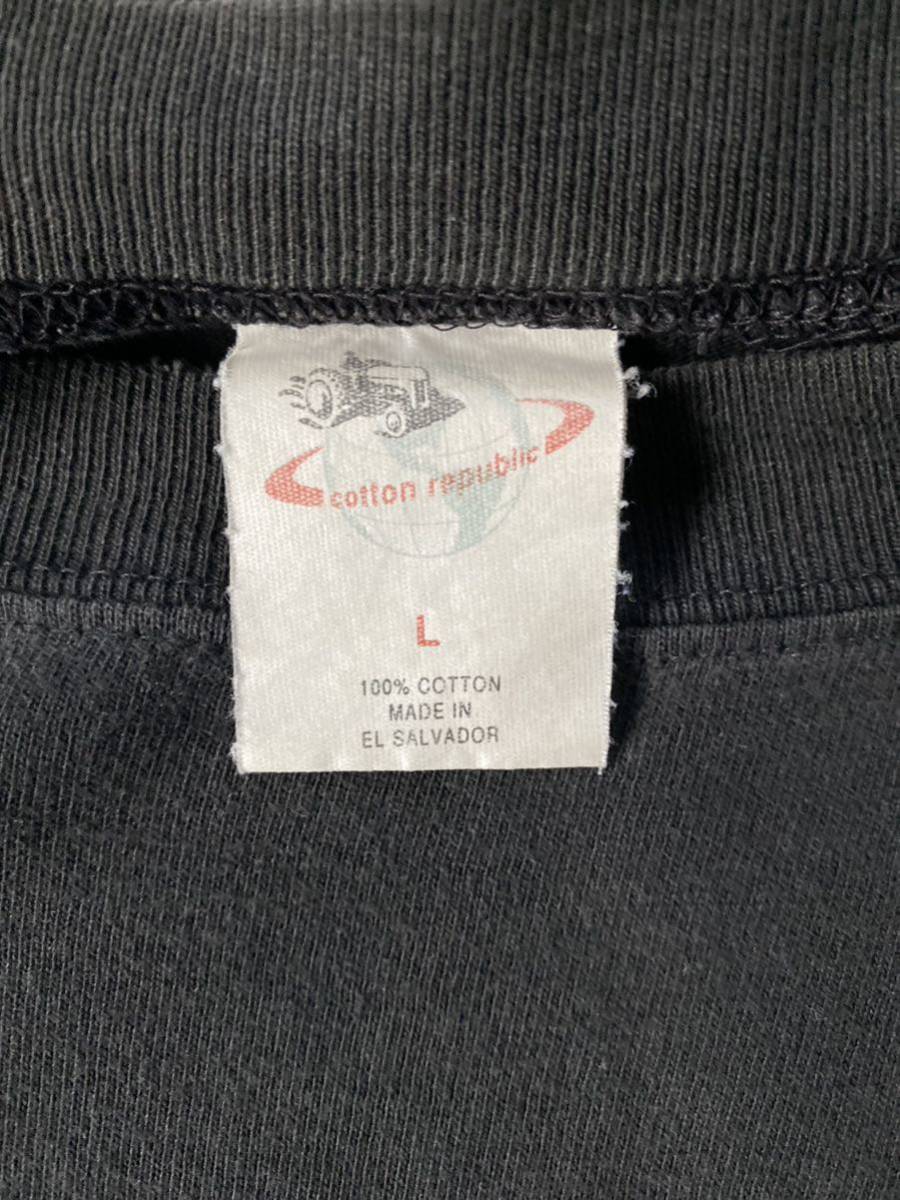 cotton republic
L
100% COTTON
MADE IN
EL SALVADOR